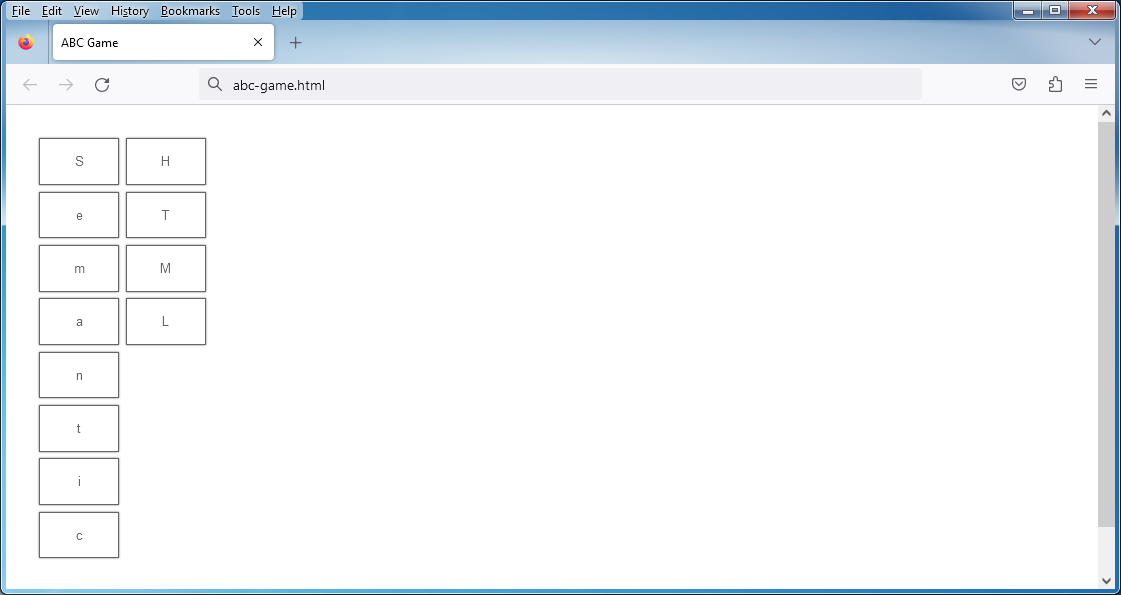 File Edit View History Bookmarks Tools Help
ABC Game
abc-game.html
S H
e T
m M
a L
n
t
i
c